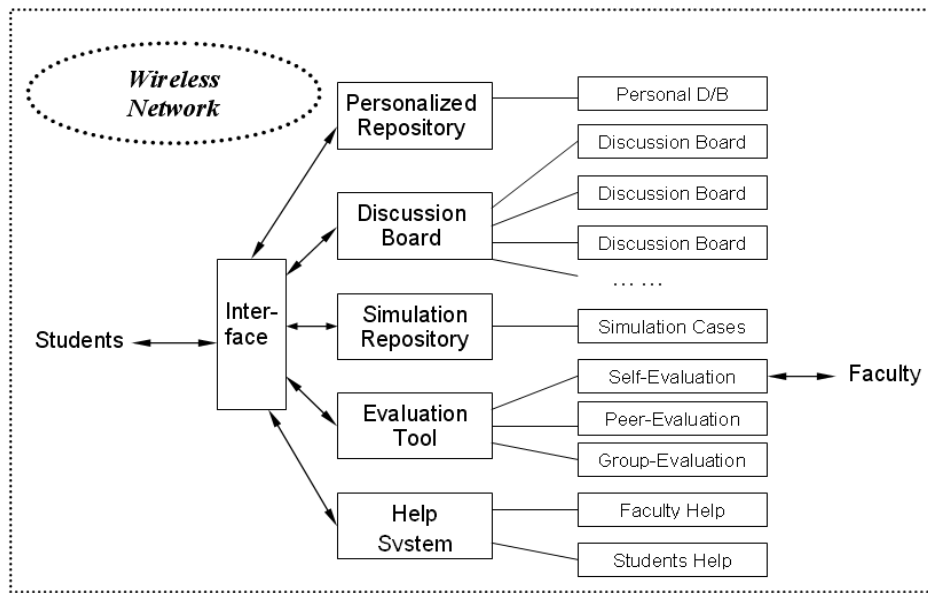 Wireless
Network
Personalized
Repository
Personal D/B
Discussion Board
Discussion
Board
Discussion Board
Discussion Board
... ...
Inter-
face
Students
Simulation
Repository
Simulation Cases
Self-Evaluation
Faculty
Evaluation
Tool
Peer-Evaluation
Group-Evaluation
Help
System
Faculty Help
Students Help